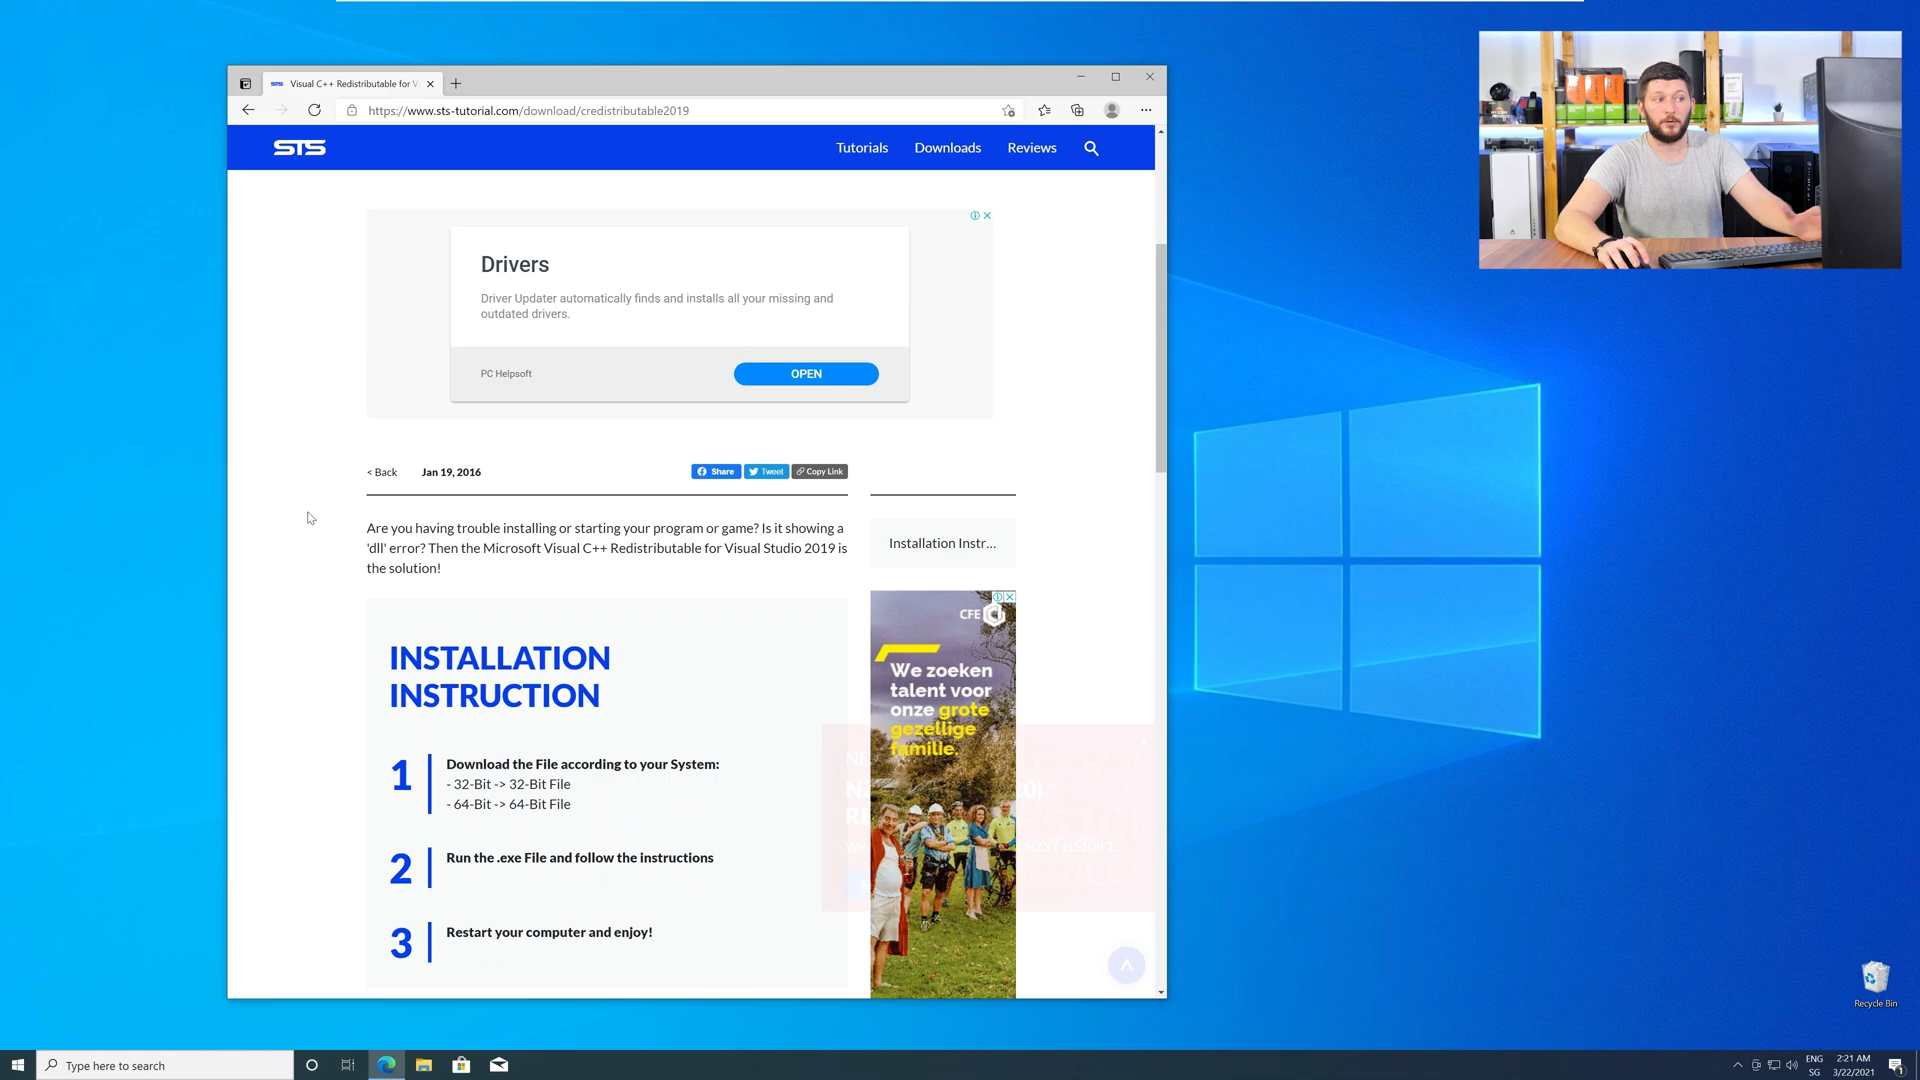 Visual C++ Redistributable for V
https://www.sts-tutorial.com/download/credistributable2019
STS
Tutorials
Downloads
Reviews
Drivers
Driver Updater automatically finds and installs all your missing and
outdated drivers.
PC Helpsoft
OPEN
< Back
Jan 19, 2016
Share
Tweet
Copy Link
Are you having trouble installing or starting your program or game? Is it showing a
'dll' error? Then the Microsoft Visual C++ Redistributable for Visual Studio 2019 is
the solution!
Installation Instr...
INSTALLATION
INSTRUCTION
1
Download the File according to your System:
- 32-Bit -> 32-Bit File
- 64-Bit -> 64-Bit File
2
Run the .exe File and follow the instructions
3
Restart your computer and enjoy!
CFE
We zoeken
talent voor
onze grote
gezellige
familie.
Recycle Bin
Type here to search
ENG
SG
2:21 AM
3/22/2021
1